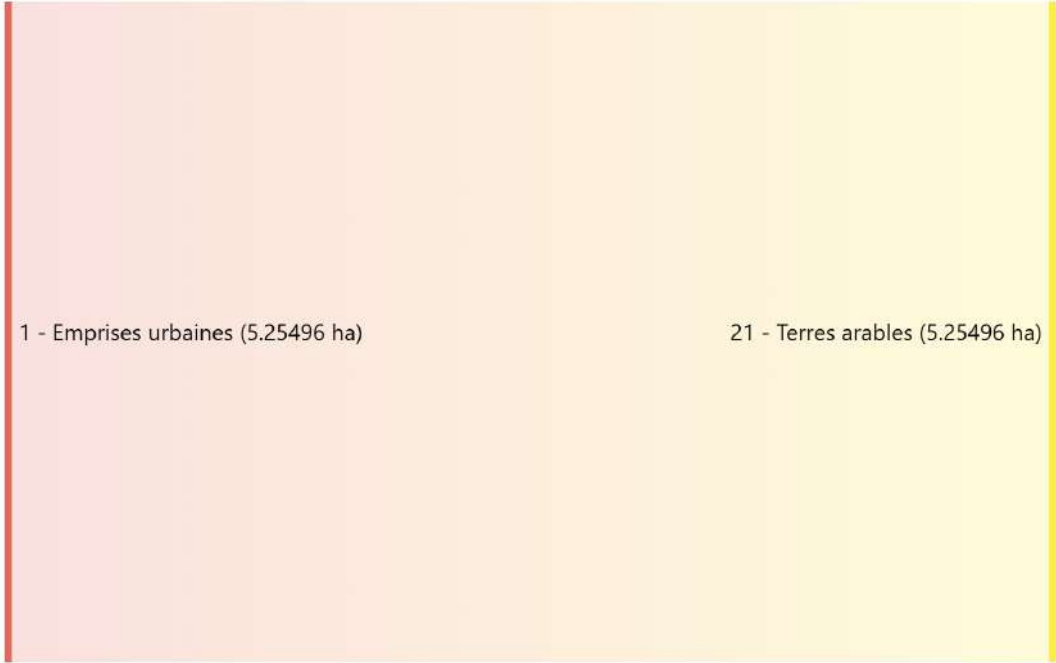 1 - Emprises urbaines (5.25496 ha)
21 - Terres arables (5.25496 ha)